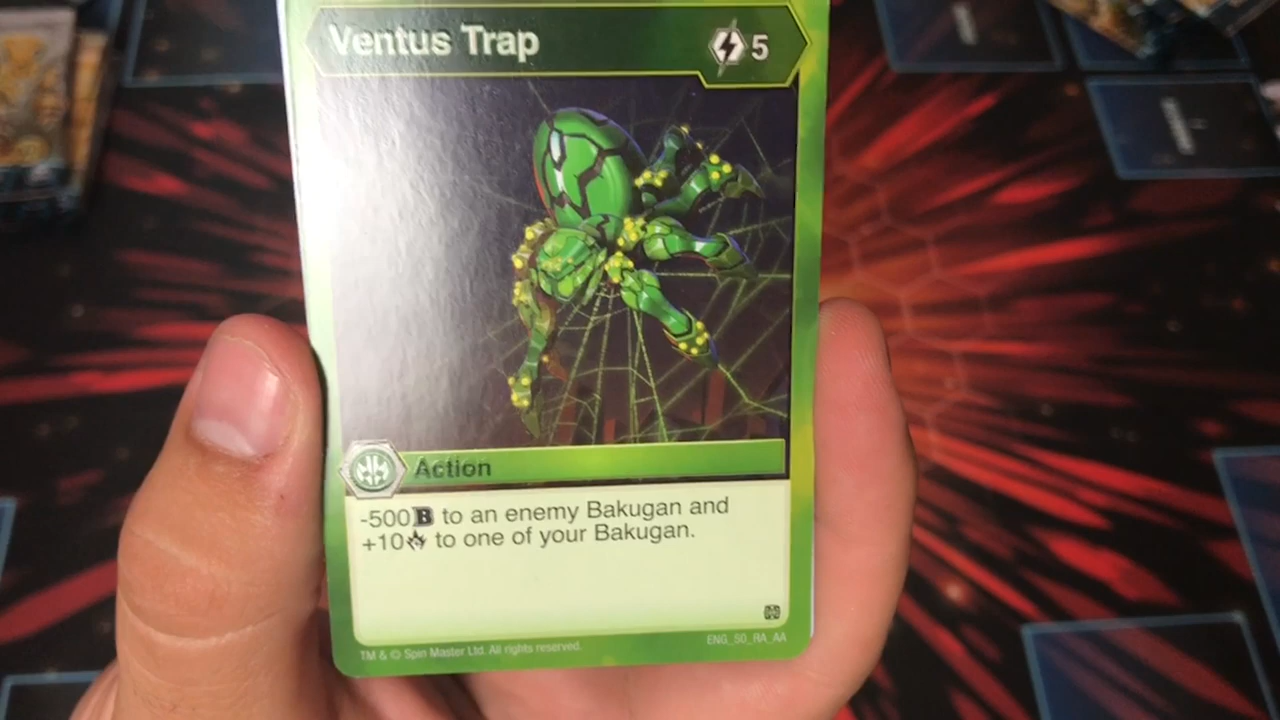 Ventus Trap
5
Action
-500B to an enemy Bakugan and
+10 to one of your Bakugan.
TM & © Spin Master Ltd. All rights reserved.
ENG_50_RA_AA